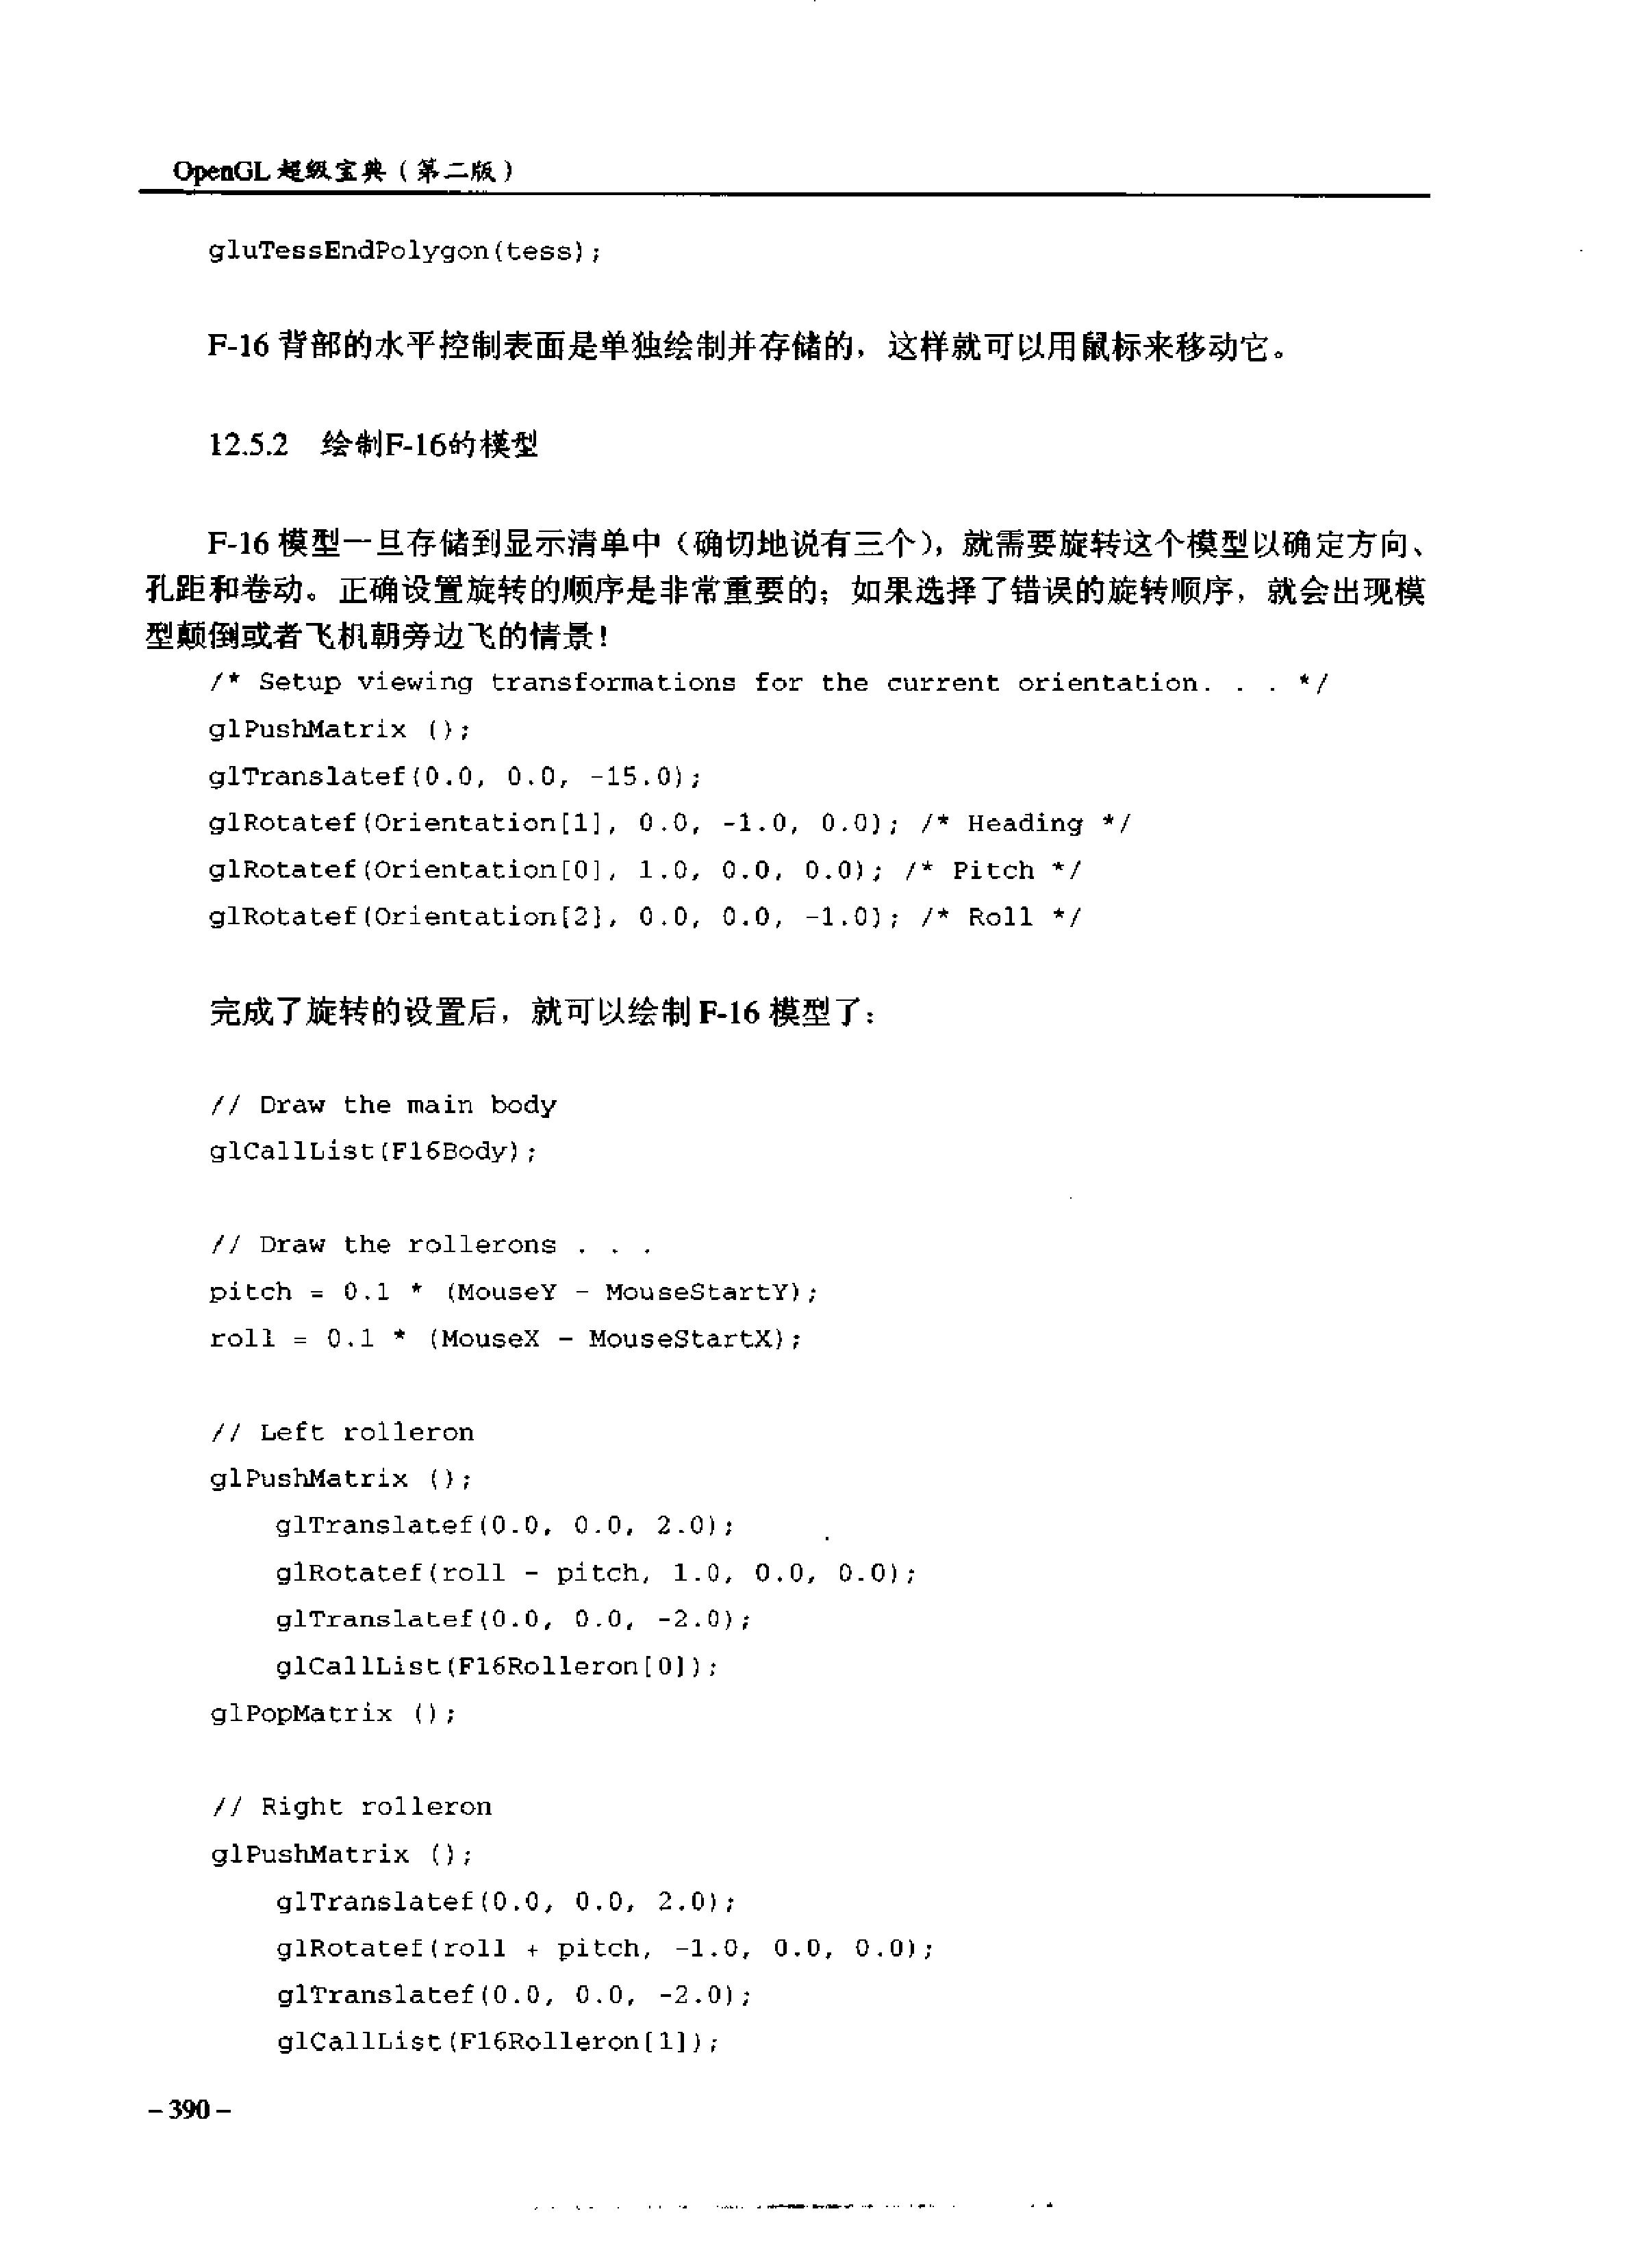 OpenGL 超级宝典（第二版）
gluTessEndPolygon(tess);
F-16 背部的水平控制表面是单独绘制并存储的，这样就可以用鼠标来移动它。
12.5.2 绘制F-16的模型
F-16 模型一旦存储到显示清单中（确切地说有三个），就需要旋转这个模型以确定方向、
孔距和卷动。正确设置旋转的顺序是非常重要的；如果选择了错误的旋转顺序，就会出现模
型颠倒或者飞机朝旁边飞的情景！
/* Setup viewing transformations for the current orientation. . . */
glPushMatrix ();
glTranslatef(0.0, 0.0, -15.0);
glRotatef(Orientation[1], 0.0, -1.0, 0.0); /* Heading */
glRotatef(Orientation[0], 1.0, 0.0, 0.0); /* Pitch */
glRotatef(Orientation[2], 0.0, 0.0, -1.0); /* Roll */
完成了旋转的设置后，就可以绘制 F-16 模型了：
// Draw the main body
glCallList(F16Body);
// Draw the rollerons . . .
pitch = 0.1 * (MouseY - MouseStartY);
roll = 0.1 * (MouseX - MouseStartX);
// Left rolleron
glPushMatrix ();
glTranslatef(0.0, 0.0, 2.0);
glRotatef(roll - pitch, 1.0, 0.0, 0.0);
glTranslatef(0.0, 0.0, -2.0);
glCallList(F16Rolleron[0]);
glPopMatrix ();
// Right rolleron
glPushMatrix ();
glTranslatef(0.0, 0.0, 2.0);
glRotatef(roll + pitch, -1.0, 0.0, 0.0);
glTranslatef(0.0, 0.0, -2.0);
glCallList(F16Rolleron[1]);
- 390 -